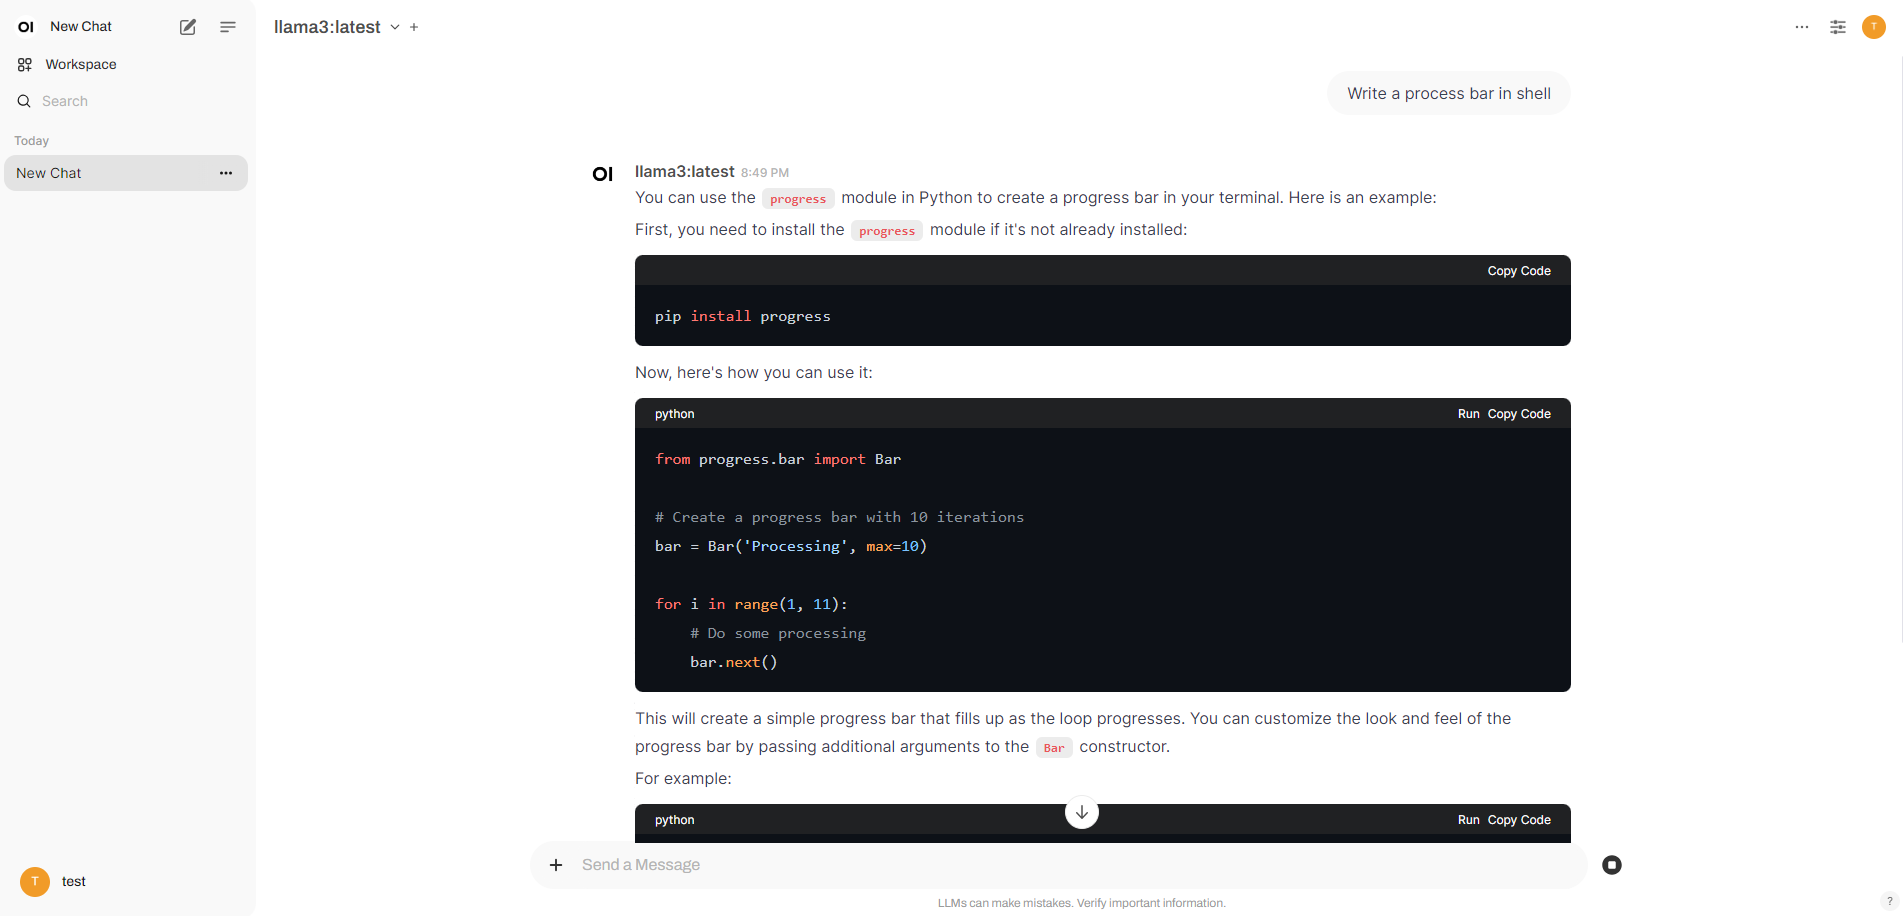 OI New Chat
Workspace
Search
Today
New Chat
T test
llama3:latest
T
Write a process bar in shell
OI llama3:latest 8:49 PM
You can use the progress module in Python to create a progress bar in your terminal. Here is an example:
First, you need to install the progress module if it's not already installed:
Copy Code
pip install progress
Now, here's how you can use it:
python Run Copy Code
from progress.bar import Bar
# Create a progress bar with 10 iterations
bar = Bar('Processing', max=10)
for i in range(1, 11):
    # Do some processing
    bar.next()
This will create a simple progress bar that fills up as the loop progresses. You can customize the look and feel of the
progress bar by passing additional arguments to the Bar constructor.
For example:
python Run Copy Code
Send a Message
LLMs can make mistakes. Verify important information.
?